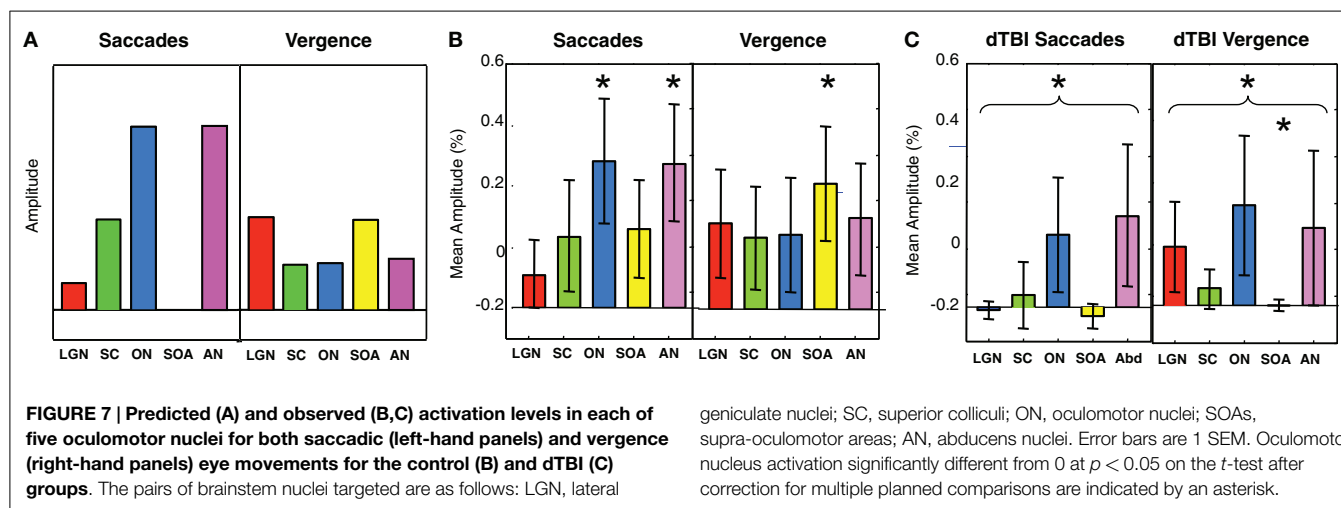 A
Saccades
Vergence
Amplitude
LGN SC ON SOA AN
LGN SC ON SOA AN
B
Saccades
Vergence
Mean Amplitude (%)
0.6
0.4
0.2
0
-0.2
* *
*
LGN SC ON SOA AN
LGN SC ON SOA AN
C
dTBI Saccades
dTBI Vergence
Mean Amplitude (%)
0.6
0.4
0.2
0
-0.2
*
*
*
LGN SC ON SOA Abd
LGN SC ON SOA AN
FIGURE 7 | Predicted (A) and observed (B,C) activation levels in each of
five oculomotor nuclei for both saccadic (left-hand panels) and vergence
(right-hand panels) eye movements for the control (B) and dTBI (C)
groups. The pairs of brainstem nuclei targeted are as follows: LGN, lateral
geniculate nuclei; SC, superior colliculi; ON, oculomotor nuclei; SOAs,
supra-oculomotor areas; AN, abducens nuclei. Error bars are 1 SEM. Oculomoto
nucleus activation significantly different from 0 at p < 0.05 on the t-test after
correction for multiple planned comparisons are indicated by an asterisk.